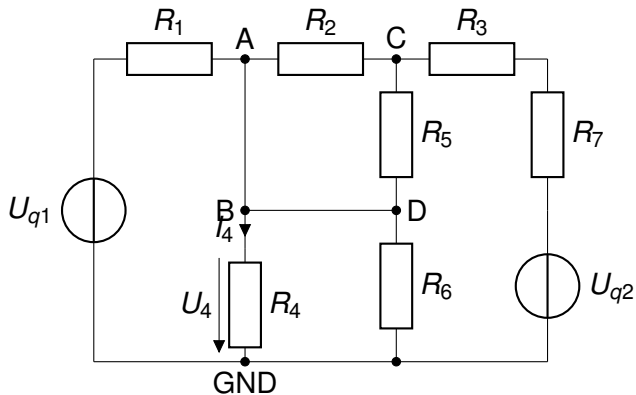 R1 A R2 C R3
R5 R7
Uq1 B D
I4
U4 R4 R6 Uq2
GND